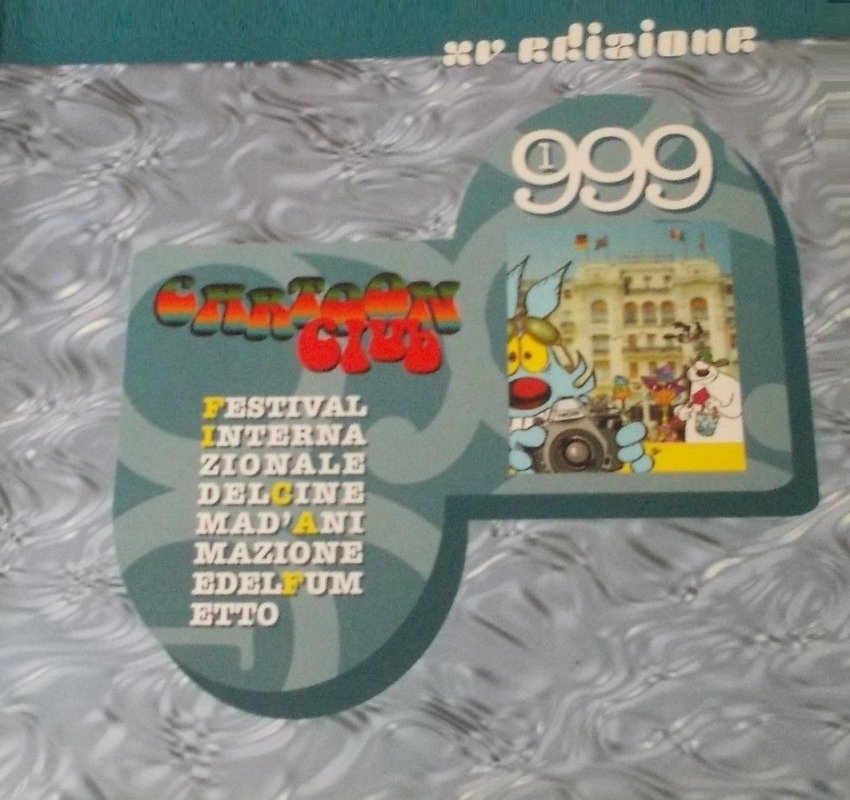 xv edizione
1999
CARTOON
CLUB
FESTIVAL
INTERNA
ZIONALE
DELCINE
MAD'ANI
MAZIONE
EDELFUM
ETTO